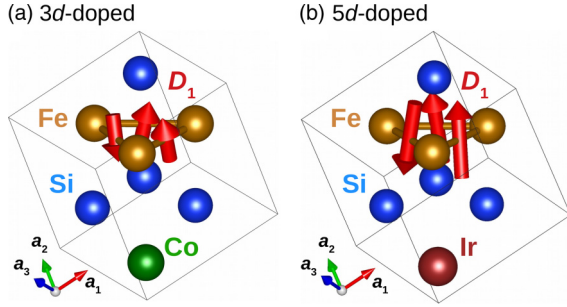 (a) 3d-doped
D1
Fe
Si
Co
a2
a3
a1
(b) 5d-doped
D1
Fe
Si
Ir
a2
a3
a1